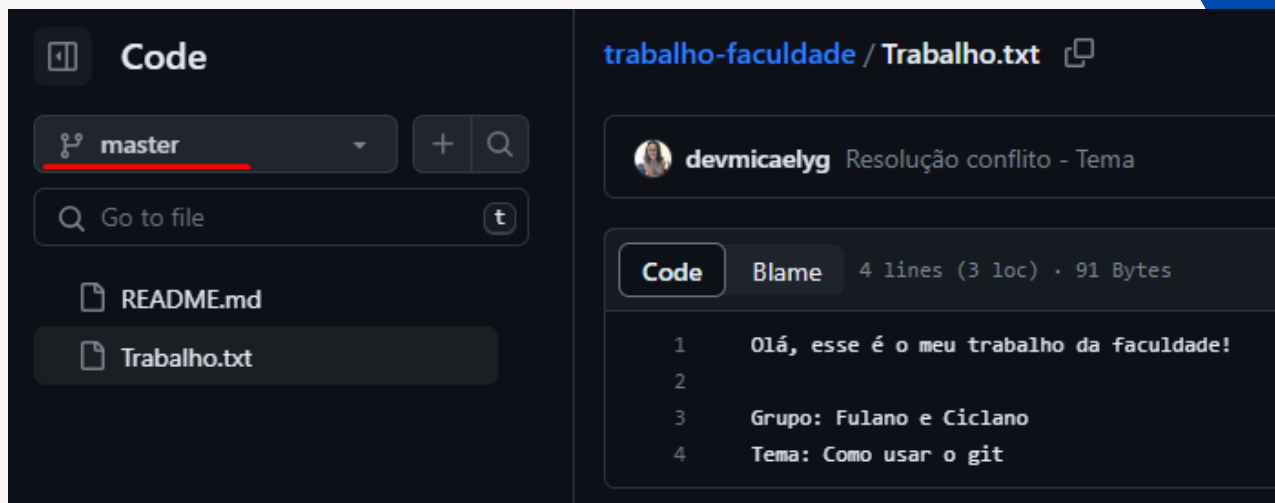 Code
master
Go to file
t
README.md
Trabalho.txt
trabalho-faculdade / Trabalho.txt
devmicaelyg Resolução conflito - Tema
Code Blame 4 lines (3 loc) · 91 Bytes
1 Olá, esse é o meu trabalho da faculdade!
2
3 Grupo: Fulano e Ciclano
4 Tema: Como usar o git